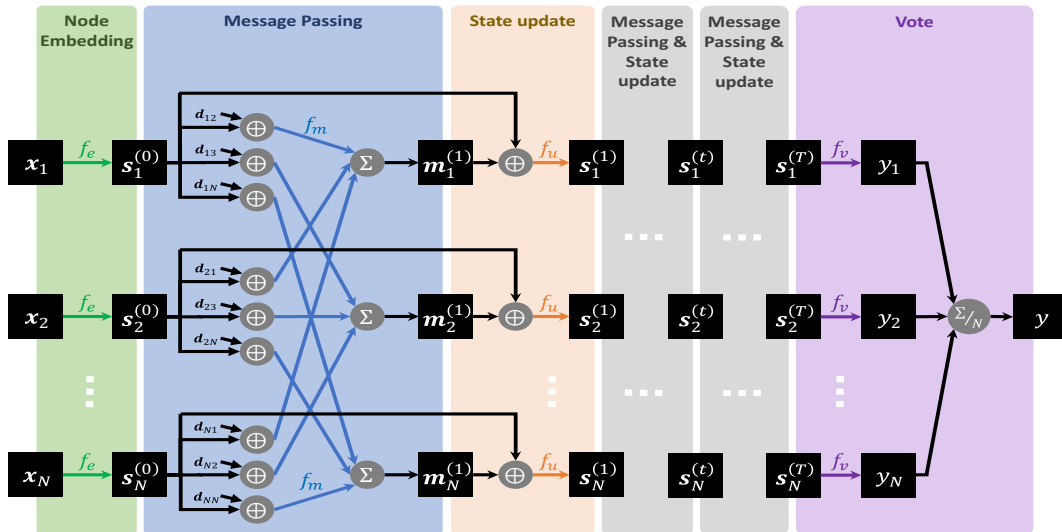 Node
Embedding
Message Passing
State update
Message
Passing &
State
update
Message
Passing &
State
update
Vote
x₁ fₑ s₁⁽⁰⁾ d₁₂ ⊕ fₘ
d₁₃ ⊕ Σ m₁⁽¹⁾ ⊕ fᵤ s₁⁽¹⁾ s₁⁽ᵗ⁾ s₁⁽ᵀ⁾ fᵥ y₁
d₁N ⊕
x₂ fₑ s₂⁽⁰⁾ d₂₁ ⊕
d₂₃ ⊕ Σ m₂⁽¹⁾ ⊕ fᵤ s₂⁽¹⁾ s₂⁽ᵗ⁾ s₂⁽ᵀ⁾ fᵥ y₂ Σ/N y
d₂N ⊕
xN fₑ sN⁽⁰⁾ dN1 ⊕
dN2 ⊕ Σ mN⁽¹⁾ ⊕ fᵤ sN⁽¹⁾ sN⁽ᵗ⁾ sN⁽ᵀ⁾ fᵥ yN
dNN ⊕ fₘ